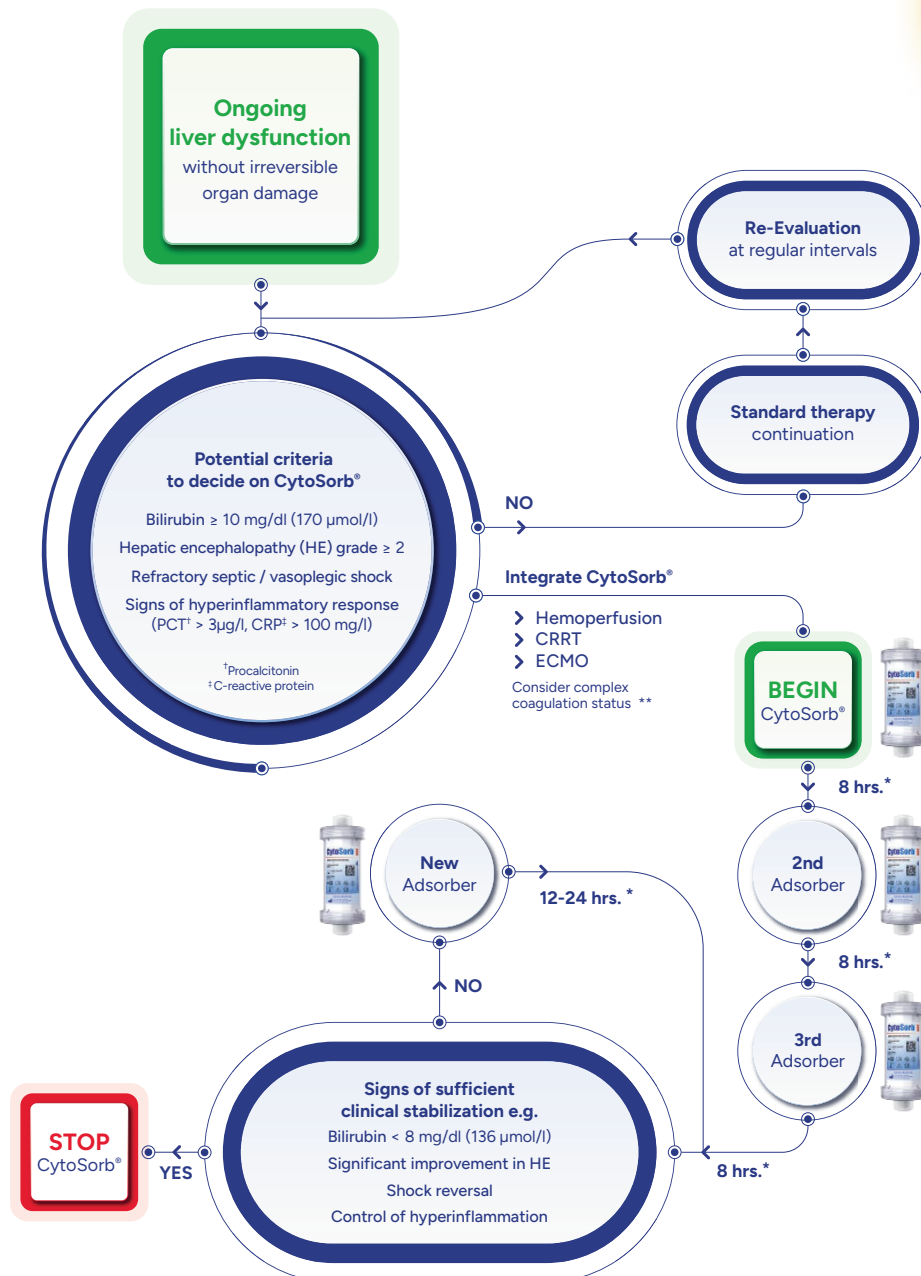 Ongoing
liver dysfunction
without irreversible
organ damage
Re-Evaluation
at regular intervals
Standard therapy
continuation
Potential criteria
to decide on CytoSorb®
Bilirubin ≥ 10 mg/dl (170 µmol/l)
Hepatic encephalopathy (HE) grade ≥ 2
Refractory septic / vasoplegic shock
Signs of hyperinflammatory response
(PCT† > 3µg/l, CRP‡ > 100 mg/l)
†Procalcitonin
‡C-reactive protein
NO
Integrate CytoSorb®
Hemoperfusion
CRRT
ECMO
Consider complex
coagulation status **
BEGIN
CytoSorb®
CytoSorb
8 hrs.*
2nd
Adsorber
CytoSorb
8 hrs.*
3rd
Adsorber
CytoSorb
8 hrs.*
CytoSorb
New
Adsorber
12-24 hrs. *
NO
Signs of sufficient
clinical stabilization e.g.
Bilirubin < 8 mg/dl (136 µmol/l)
Significant improvement in HE
Shock reversal
Control of hyperinflammation
YES
STOP
CytoSorb®